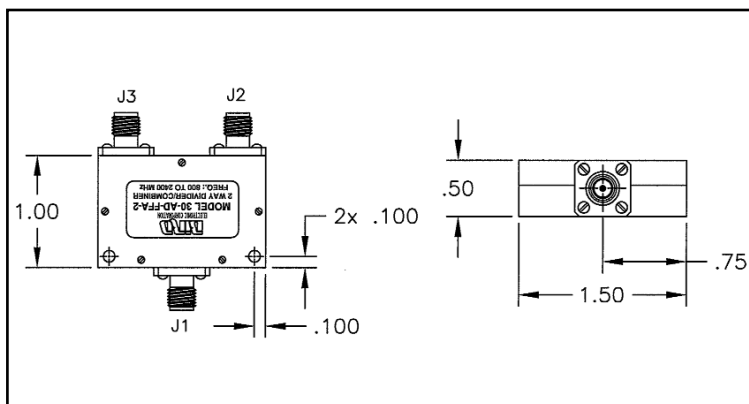 J3
J2
1.00
BIRD
ELECTRONIC CORPORATION
MODEL 30-AD-FFA-2
2 WAY DIVIDER/COMBINER
FREQ.: 800 TO 2400 MHz
2x .100
J1
.100
.50
.75
1.50